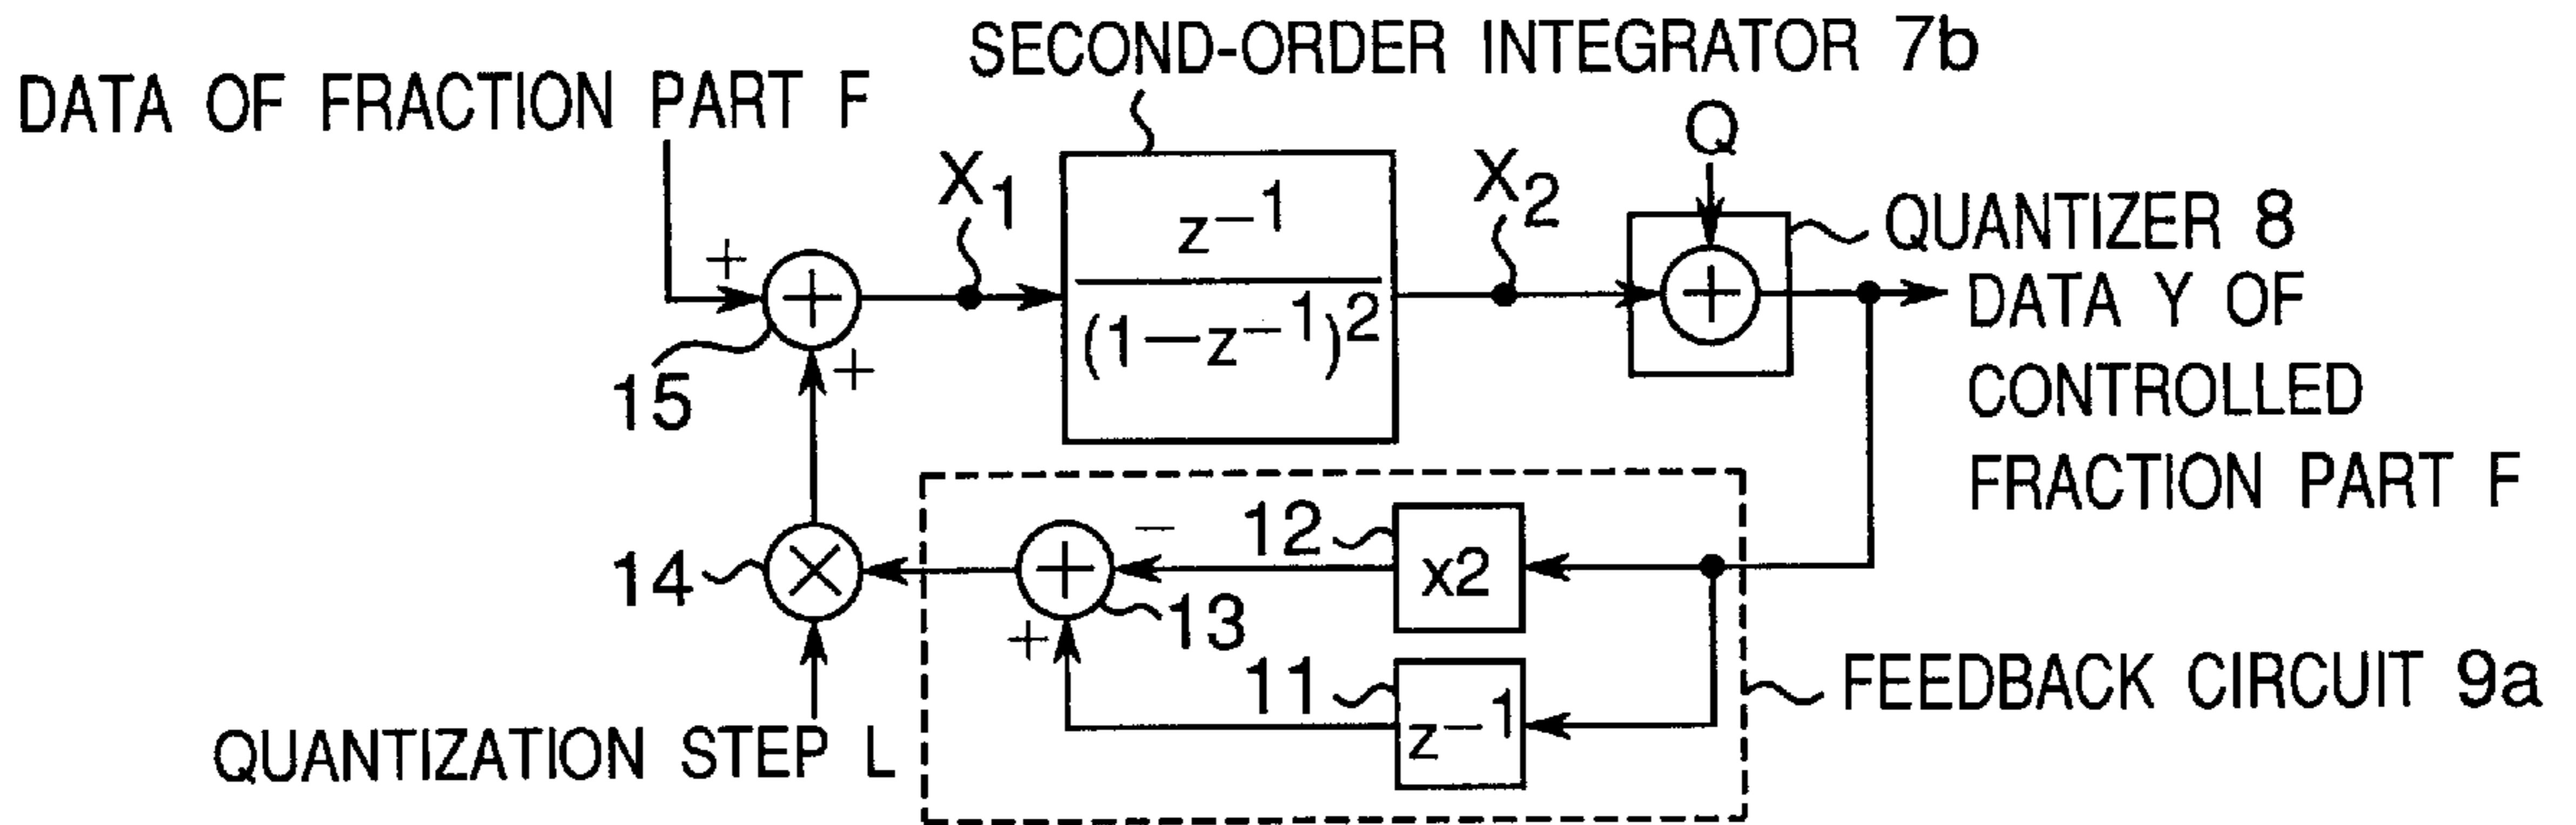 SECOND-ORDER INTEGRATOR 7b
DATA OF FRACTION PART F
Q
X1
X2
z−1
(1−z−1)2
QUANTIZER 8
+
+
+
DATA Y OF
CONTROLLED
FRACTION PART F
15
+
12
−
x2
14
×
+
13
+
11
z−1
FEEDBACK CIRCUIT 9a
QUANTIZATION STEP L